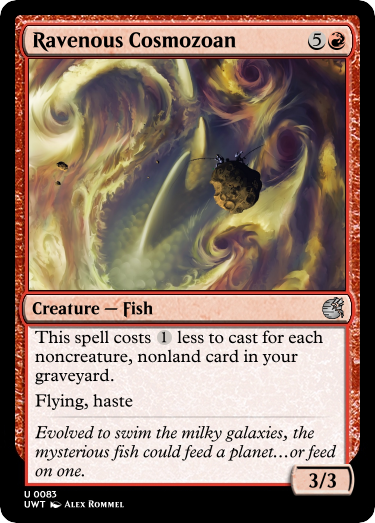 Ravenous Cosmozoan 5
Creature — Fish
This spell costs 1 less to cast for each
noncreature, nonland card in your
graveyard.
Flying, haste
Evolved to swim the milky galaxies, the
mysterious fish could feed a planet...or feed
on one.
3/3
U 0083
UWT Alex Rommel